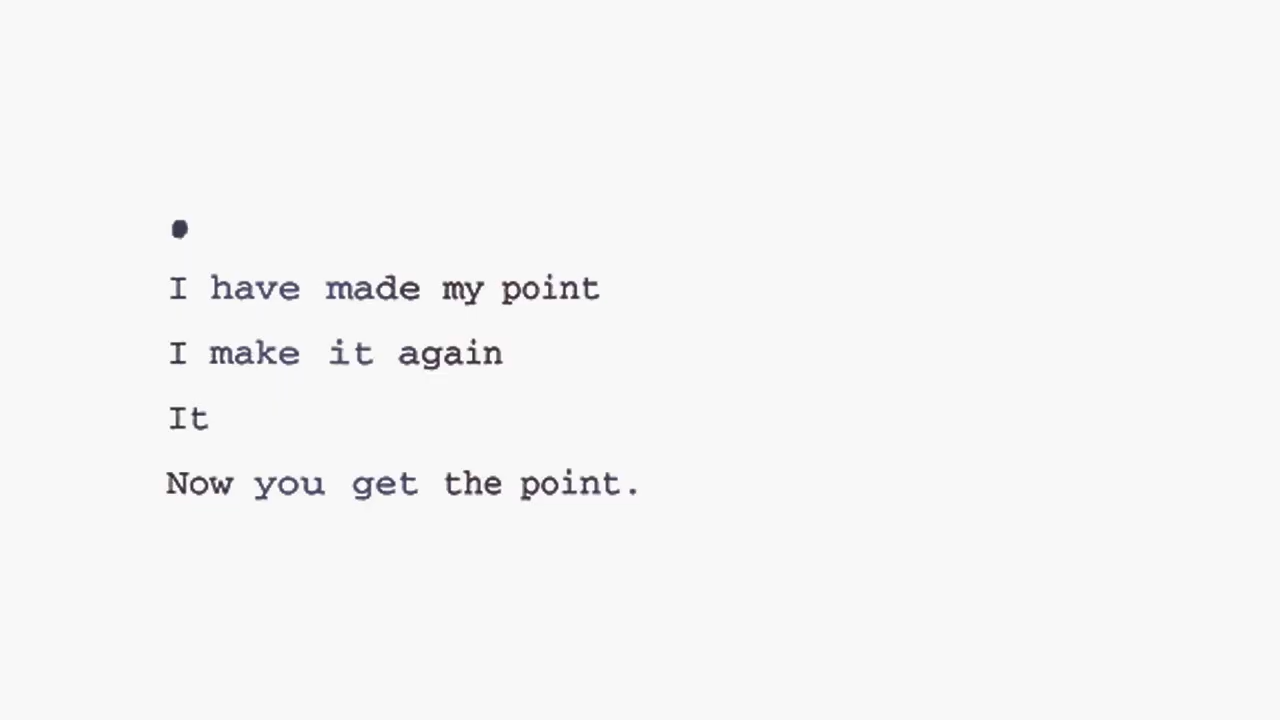 •
I have made my point
I make it again
It
Now you get the point.